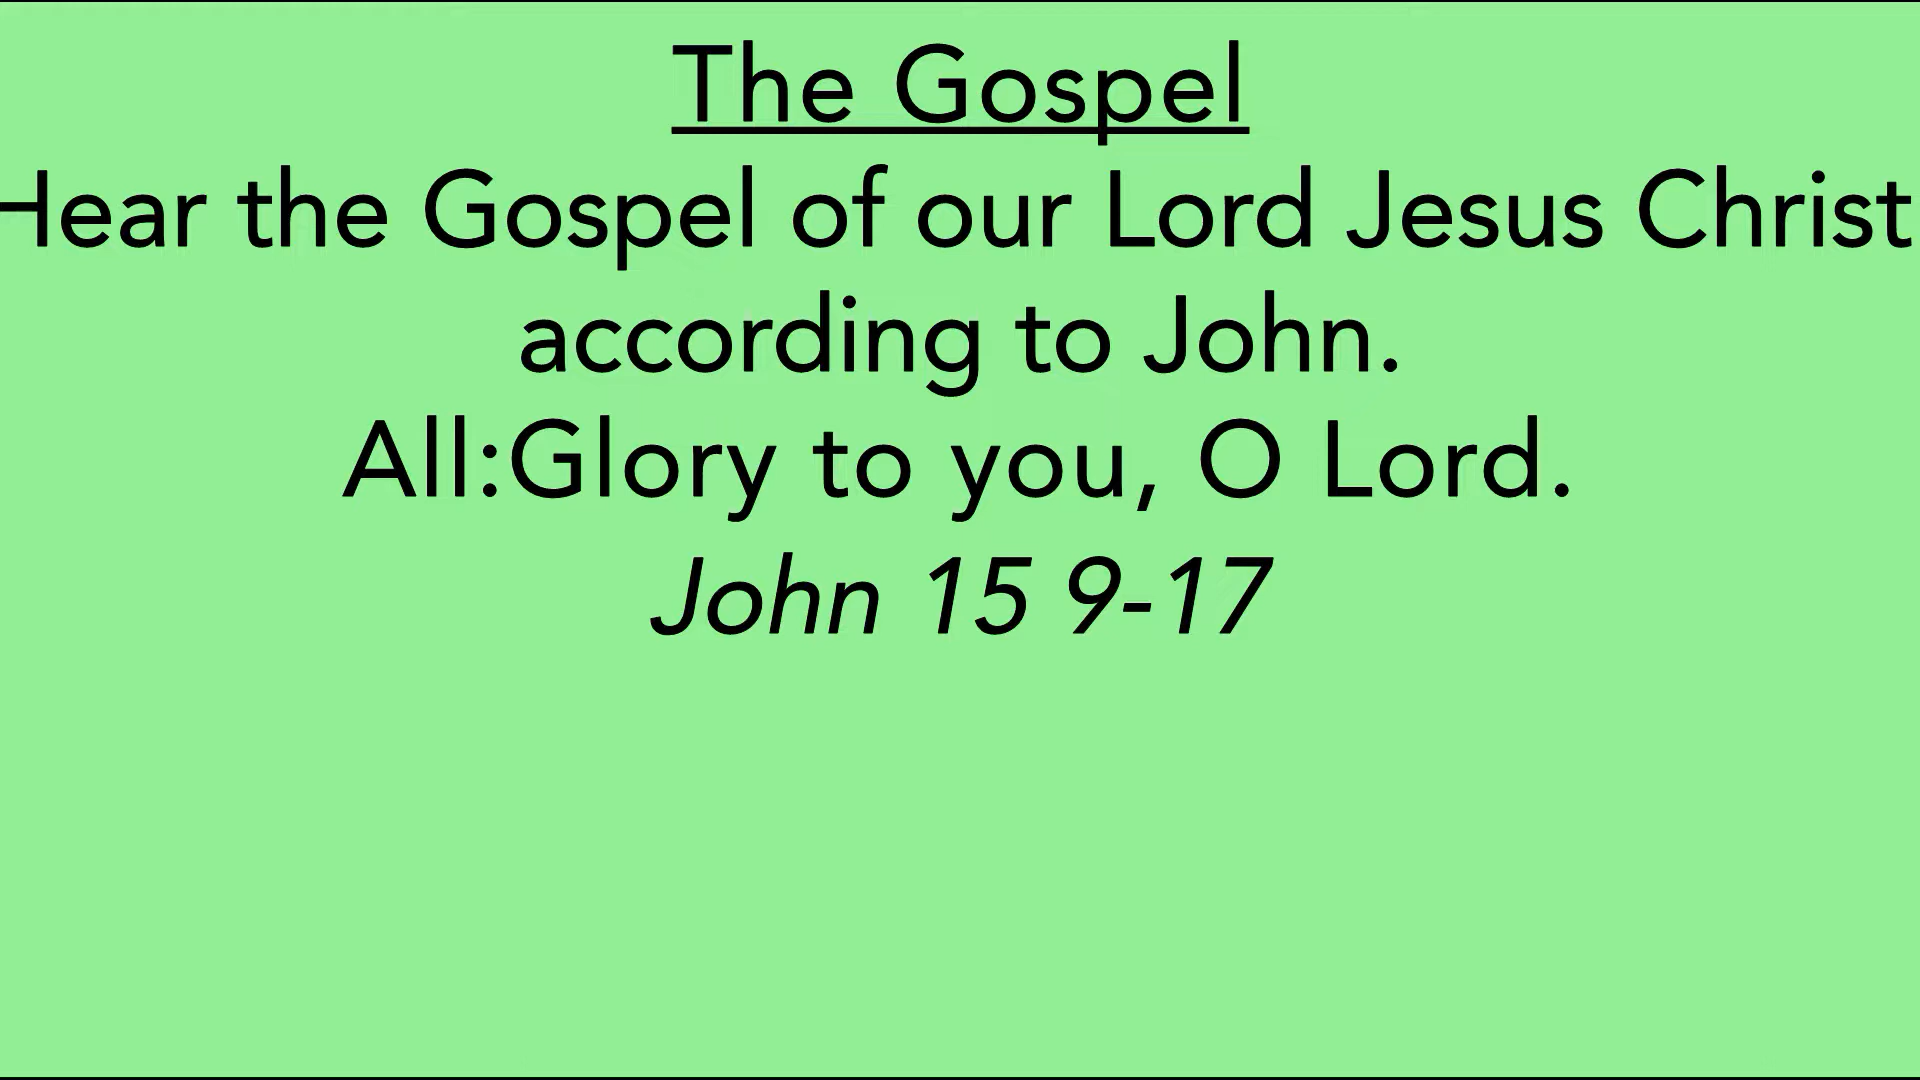 The Gospel
Hear the Gospel of our Lord Jesus Christ
according to John.
All:Glory to you, O Lord.
John 15 9-17